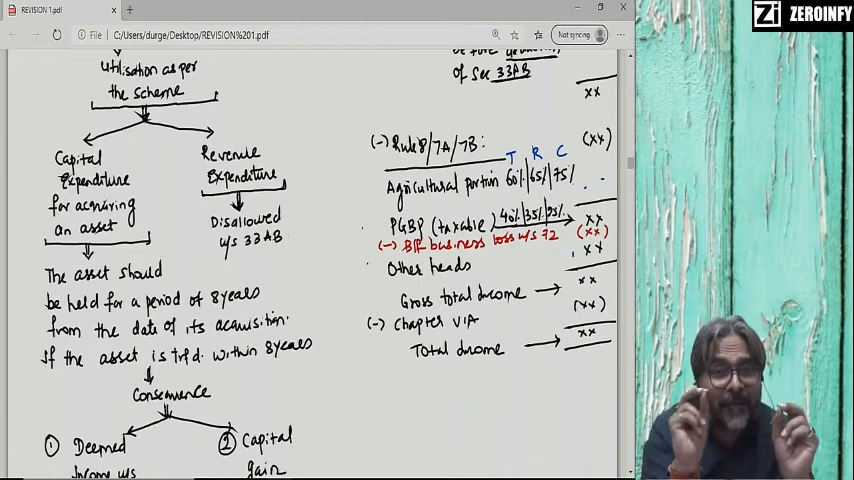 REVISION 1.pdf
File
C:/Users/durge/Desktop/REVISION%201.pdf
Not syncing
Zi ZEROINFY
utilisation as per
the scheme
Capital
Expenditure
for acquiring
an asset
Revenue
Expenditure
Disallowed
u/s 33AB
The asset should
be held for a period of 8 years
from the date of its acquisition.
If the asset is trfd. within 8 years
Consequence
① Deemed
Income u/s
② Capital
gain
of Sec 33AB
xx
(-) Rule 8/7A/7B: (xx)
T R C
Agricultural portion 60% 65% 75%
PGBP (taxable) 40% 35% 25% xx
(-) BF business loss u/s 72 (xx)
xx
Other heads
Gross total Income → xx
(-) Chapter VIA (xx)
Total Income → xx